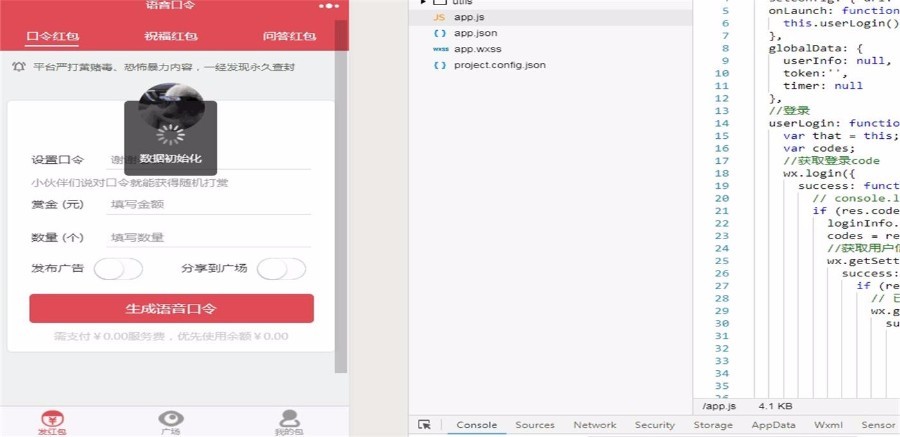 语音口令
口令红包 祝福红包 问答红包
平台严打黄赌毒、恐怖暴力内容，一经发现永久查封
数据初始化
设置口令 谢谢
小伙伴们说对口令就能获得随机打赏
赏金 (元) 填写金额
数量 (个) 填写数量
发布广告 分享到广场
生成语音口令
需支付￥0.00服务费，优先使用余额￥0.00
发红包 广场 我的包
utils
JS app.js
{ } app.json
wxss app.wxss
{ } project.config.json
5 onLaunch: function
6 this.userLogin()
7 },
8 globalData: {
9 userInfo: null,
10 token:'',
11 timer: null
12 },
13 //登录
14 userLogin: function
15 var that = this;
16 var codes;
17 //获取登录code
18 wx.login({
19 success: funct
20 // console.l
21 if (res.code
22 loginInfo.
23 codes = re
24 //获取用户信
25 wx.getSett
26 success:
27 if (re
28 // 已
29 wx.g
30 su
31
32
33
34
35
/app.js 4.1 KB
Console Sources Network Security Storage AppData Wxml Sensor